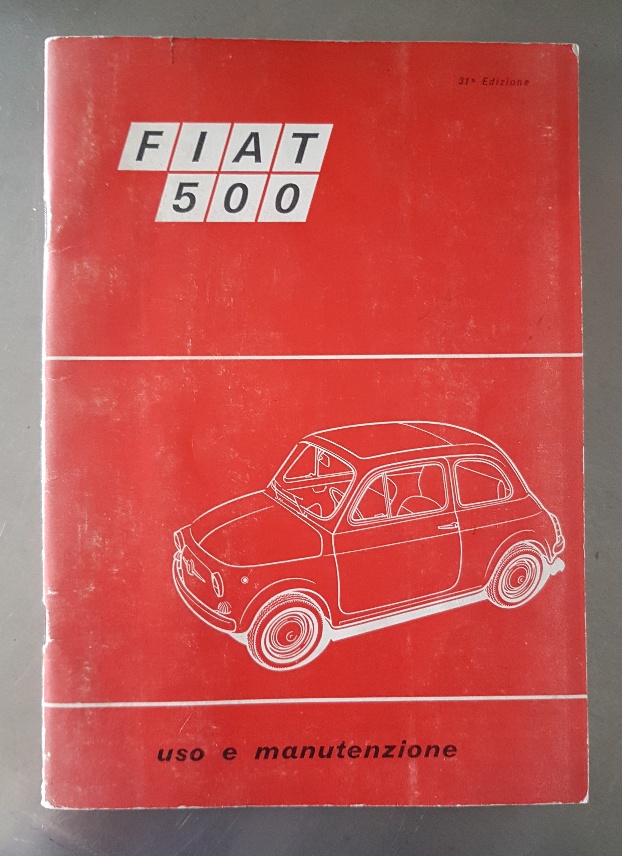 31ª Edizione
FIAT
500
uso e manutenzione